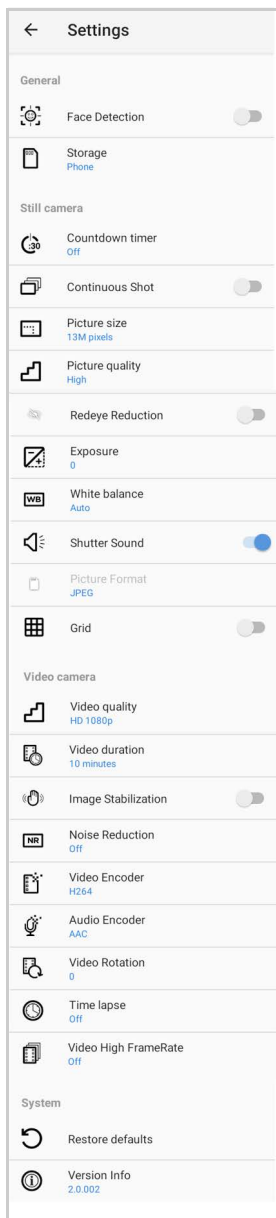 Settings
General
Face Detection
Storage
Phone
Still camera
:30
Countdown timer
Off
Continuous Shot
Picture size
13M pixels
Picture quality
High
Redeye Reduction
Exposure
0
WB
White balance
Auto
Shutter Sound
Picture Format
JPEG
Grid
Video camera
Video quality
HD 1080p
Video duration
10 minutes
Image Stabilization
NR
Noise Reduction
Off
Video Encoder
H264
Audio Encoder
AAC
Video Rotation
0
Time lapse
Off
Video High FrameRate
Off
System
Restore defaults
Version Info
2.0.002